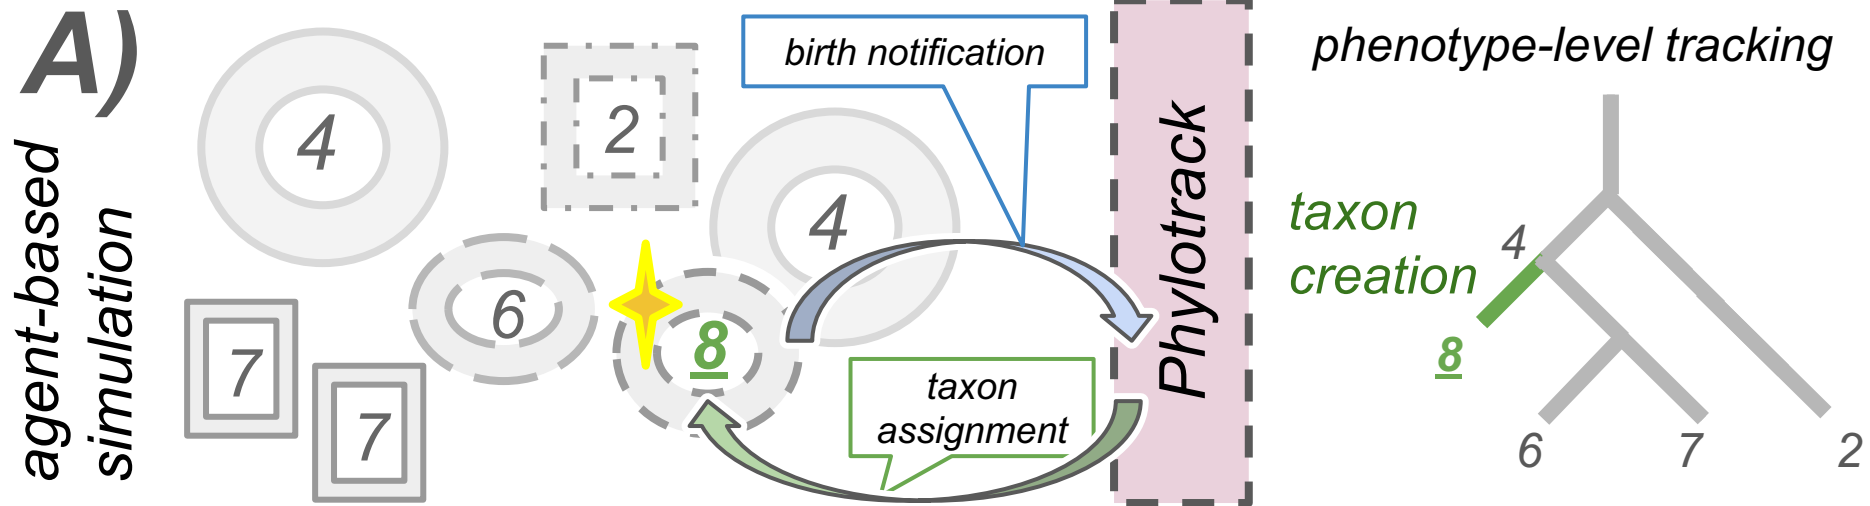 A)
agent-based
simulation
4
2
4
6
8
7
7
birth notification
taxon
assignment
Phylotrack
phenotype-level tracking
taxon
creation
4
8
6
7
2